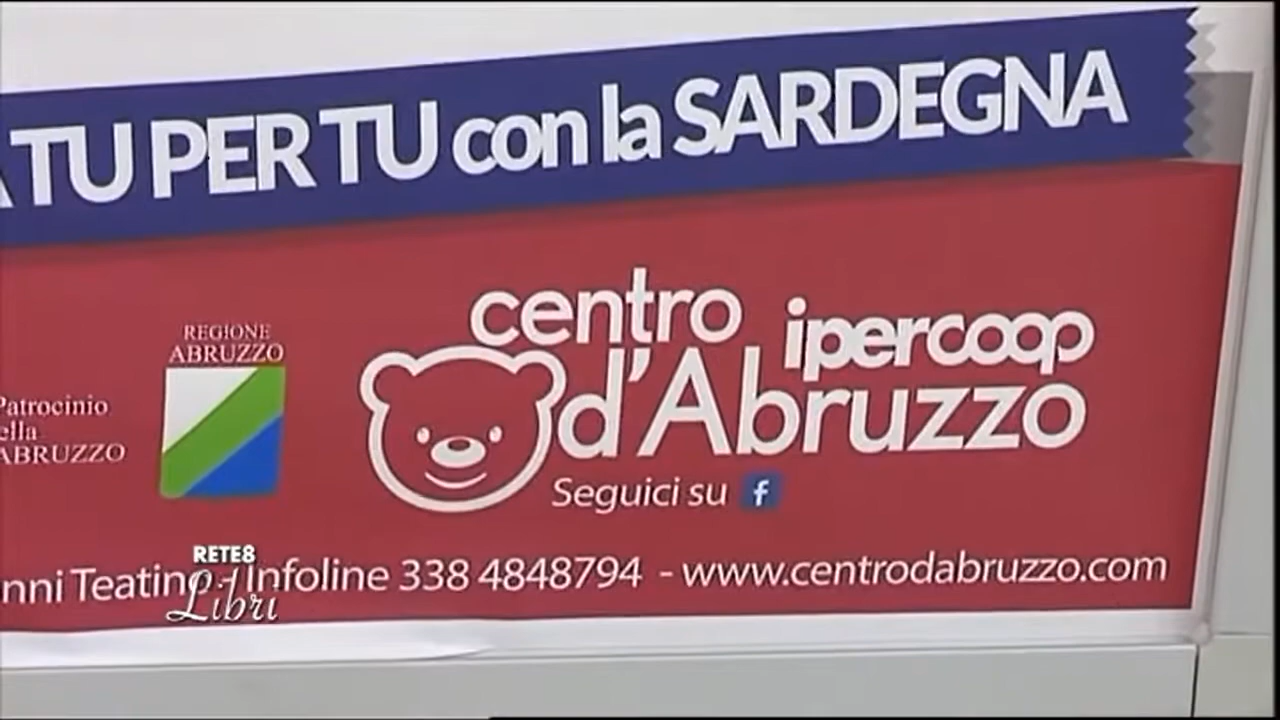 A TU PER TU con la SARDEGNA
centro
ipercoop
d'Abruzzo
Seguici su f
REGIONE
ABRUZZO
Patrocinio
ella
ABRUZZO
nni Teatino - Infoline 338 4848794 - www.centrodabruzzo.com
RETE8
Libri